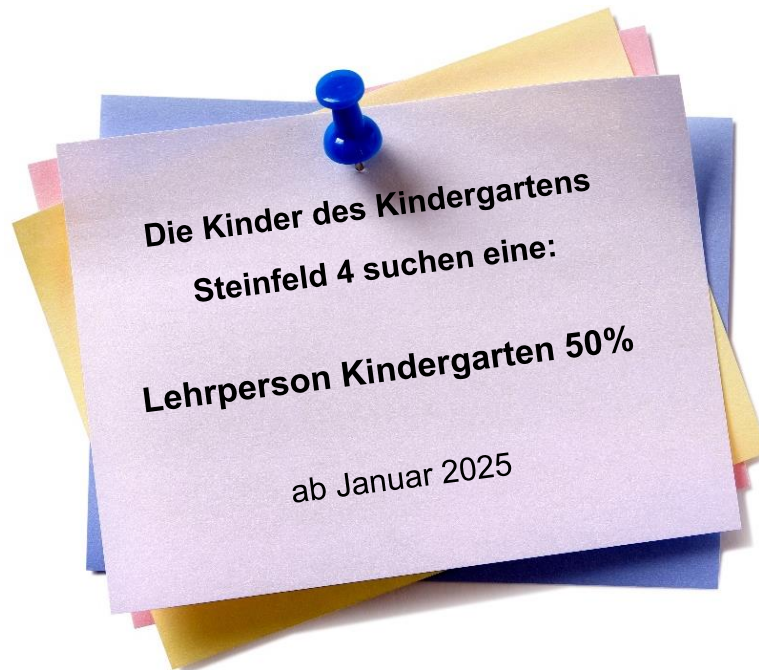 Die Kinder des Kindergartens
Steinfeld 4 suchen eine:
Lehrperson Kindergarten 50%
ab Januar 2025